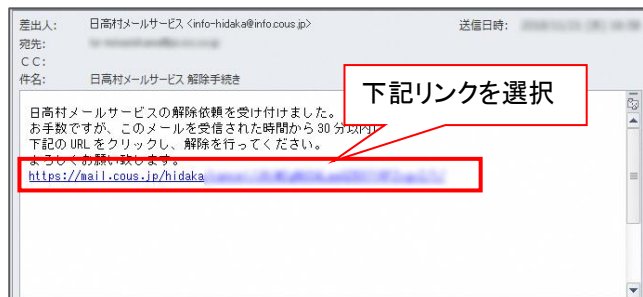 差出人: 日高村メールサービス <info-hidaka@info.cous.jp> 送信日時:
宛先:
CC:
件名: 日高村メールサービス 解除手続き
下記リンクを選択
日高村メールサービスの解除依頼を受け付けました。
お手数ですが、このメールを受信された時間から30分以内に
下記のURLをクリックし、解除を行ってください。
よろしくお願い致します。
https://mail.cous.jp/hidaka